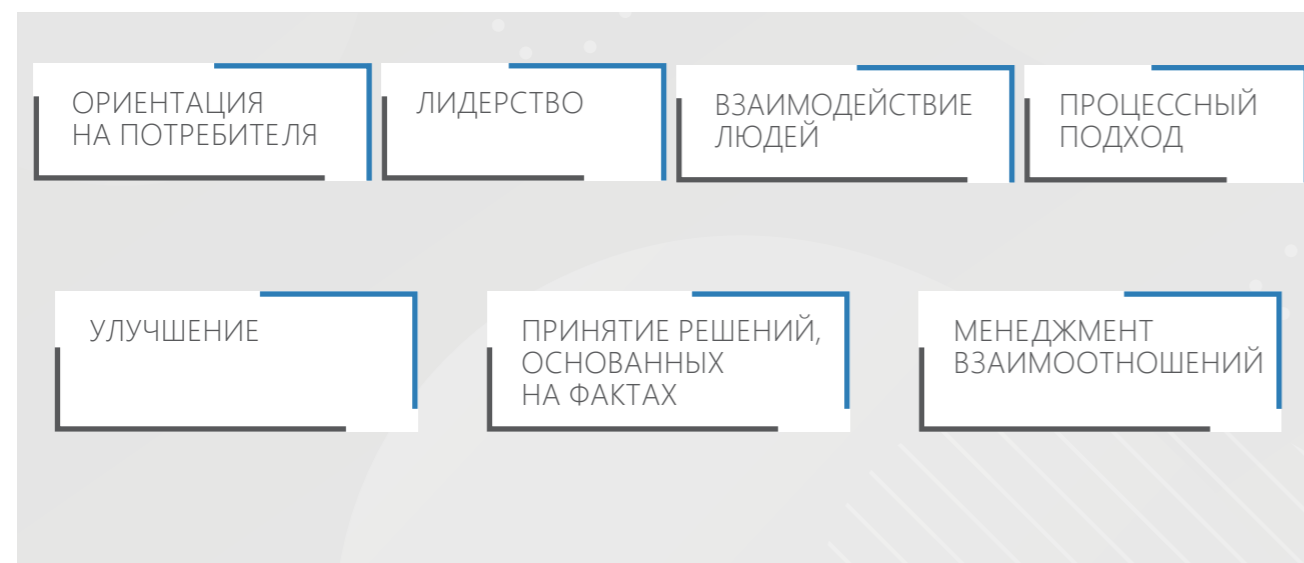 ОРИЕНТАЦИЯ
НА ПОТРЕБИТЕЛЯ
ЛИДЕРСТВО
ВЗАИМОДЕЙСТВИЕ
ЛЮДЕЙ
ПРОЦЕССНЫЙ
ПОДХОД
УЛУЧШЕНИЕ
ПРИНЯТИЕ РЕШЕНИЙ,
ОСНОВАННЫХ
НА ФАКТАХ
МЕНЕДЖМЕНТ
ВЗАИМООТНОШЕНИЙ